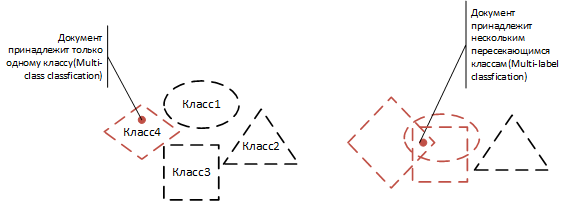 Документ
принадлежит только
одному классу(Multi-
class classfication)
Класс1
Класс4
Класс2
Класс3
Документ
принадлежит
нескольким
пересекающимся
классам(Multi-label
classfication)